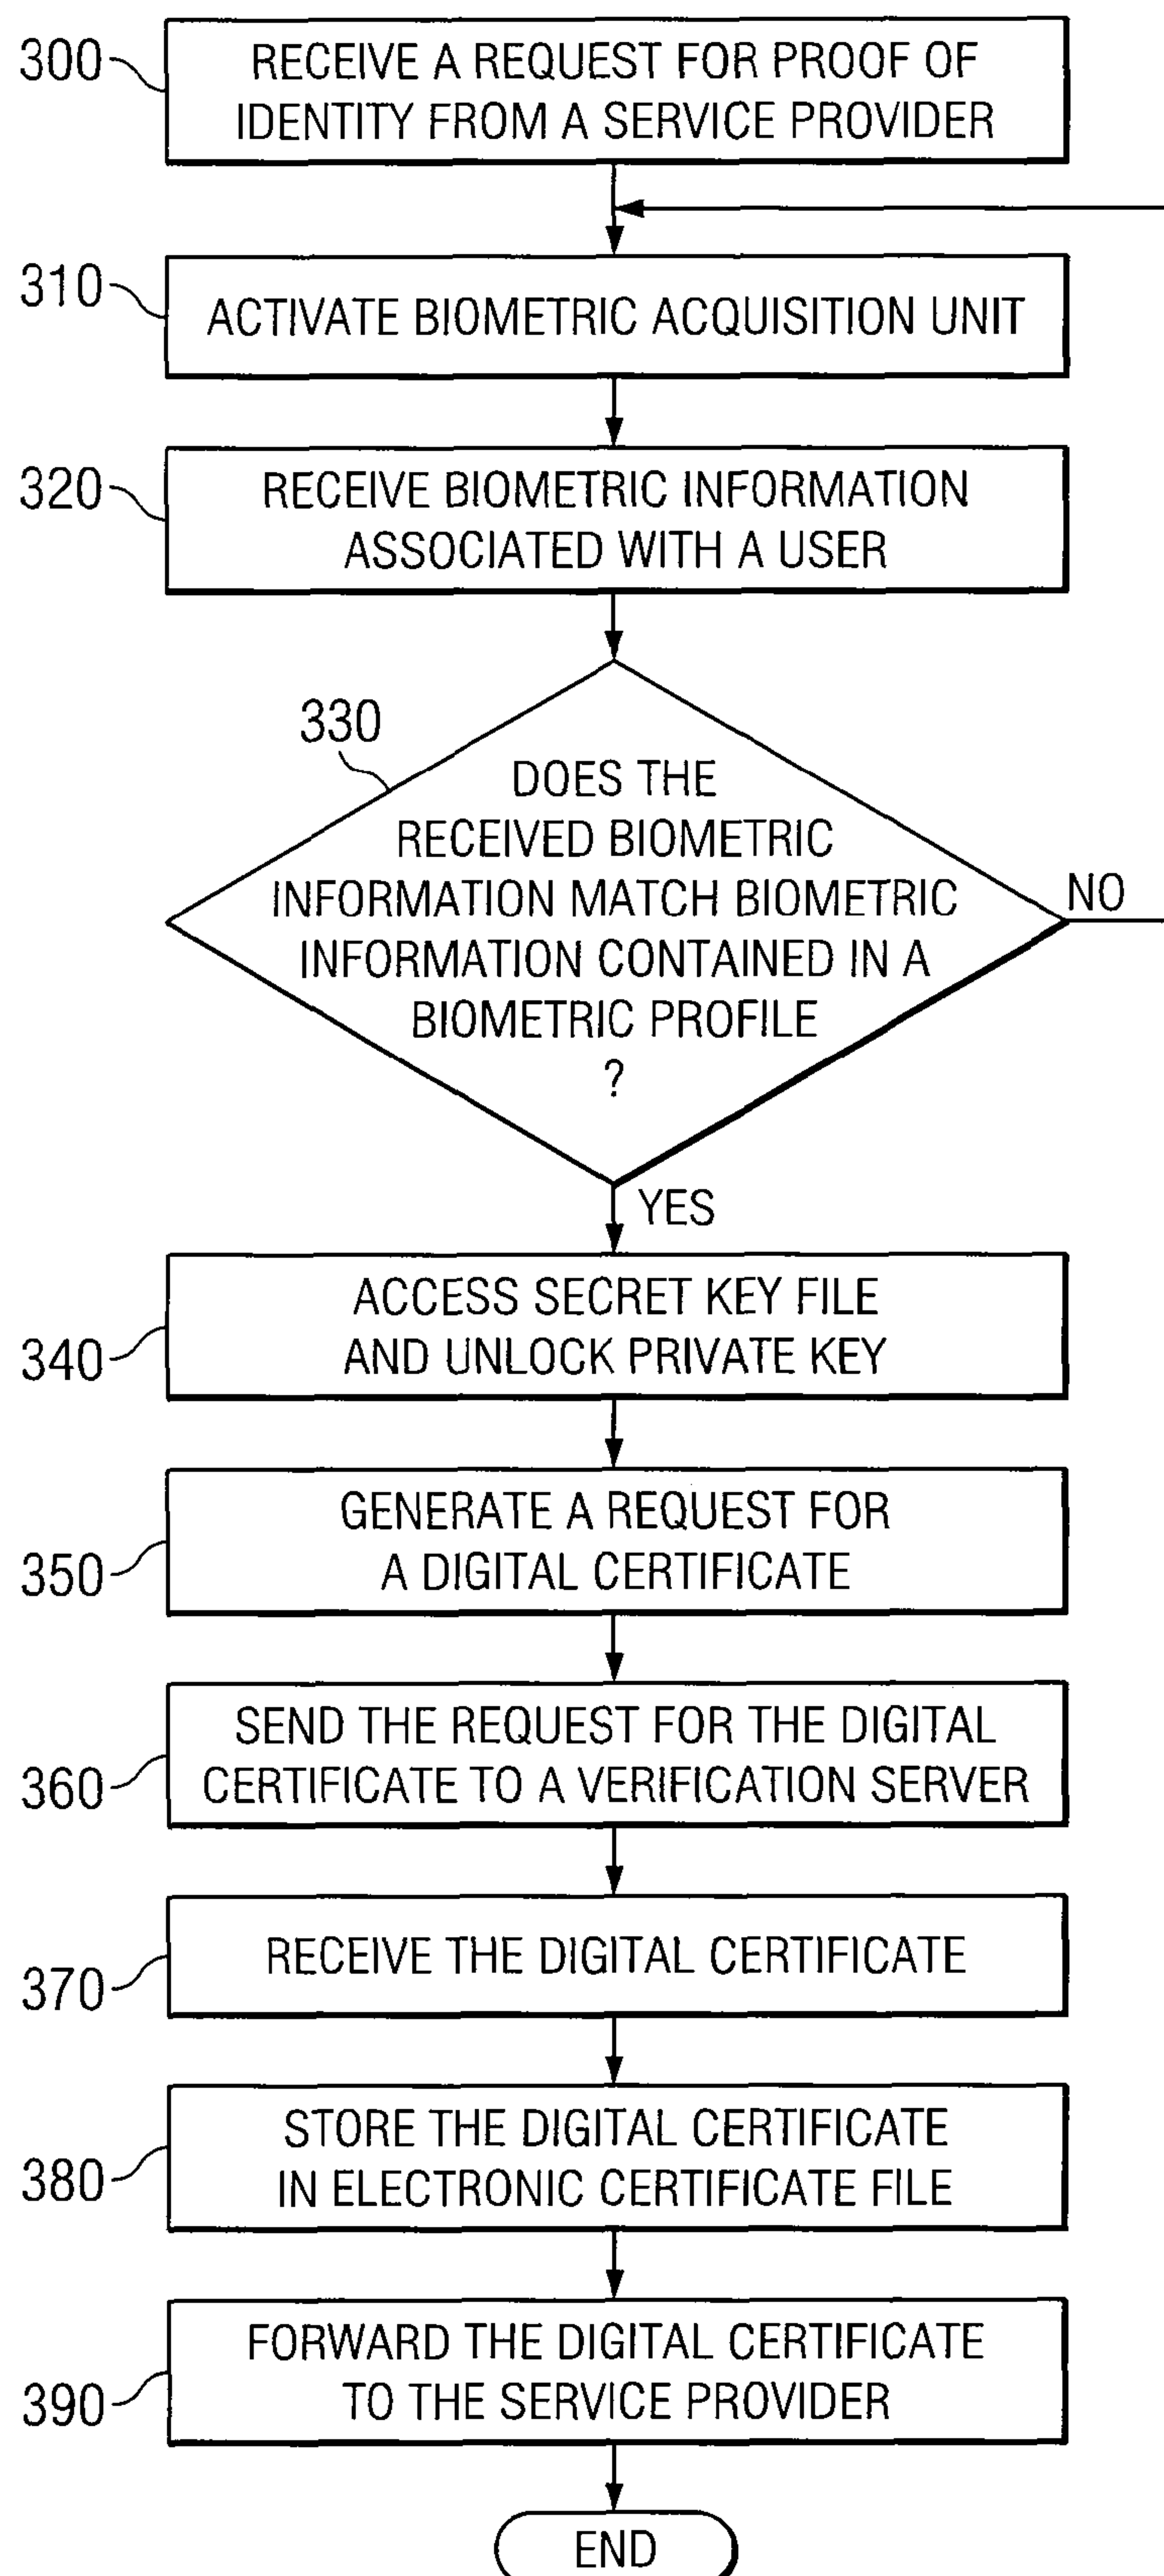 300
RECEIVE A REQUEST FOR PROOF OF
IDENTITY FROM A SERVICE PROVIDER
310
ACTIVATE BIOMETRIC ACQUISITION UNIT
320
RECEIVE BIOMETRIC INFORMATION
ASSOCIATED WITH A USER
330
DOES THE
RECEIVED BIOMETRIC
INFORMATION MATCH BIOMETRIC
INFORMATION CONTAINED IN A
BIOMETRIC PROFILE
?
NO
YES
340
ACCESS SECRET KEY FILE
AND UNLOCK PRIVATE KEY
350
GENERATE A REQUEST FOR
A DIGITAL CERTIFICATE
360
SEND THE REQUEST FOR THE DIGITAL
CERTIFICATE TO A VERIFICATION SERVER
370
RECEIVE THE DIGITAL CERTIFICATE
380
STORE THE DIGITAL CERTIFICATE
IN ELECTRONIC CERTIFICATE FILE
390
FORWARD THE DIGITAL CERTIFICATE
TO THE SERVICE PROVIDER
END